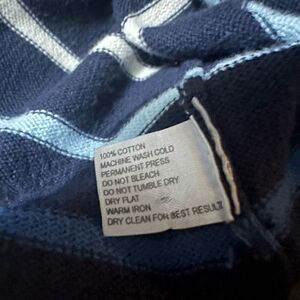 100% COTTON
MACHINE WASH COLD
PERMANENT PRESS
DO NOT BLEACH
DO NOT TUMBLE DRY
DRY FLAT
WARM IRON
DRY CLEAN FOR BEST RESULT